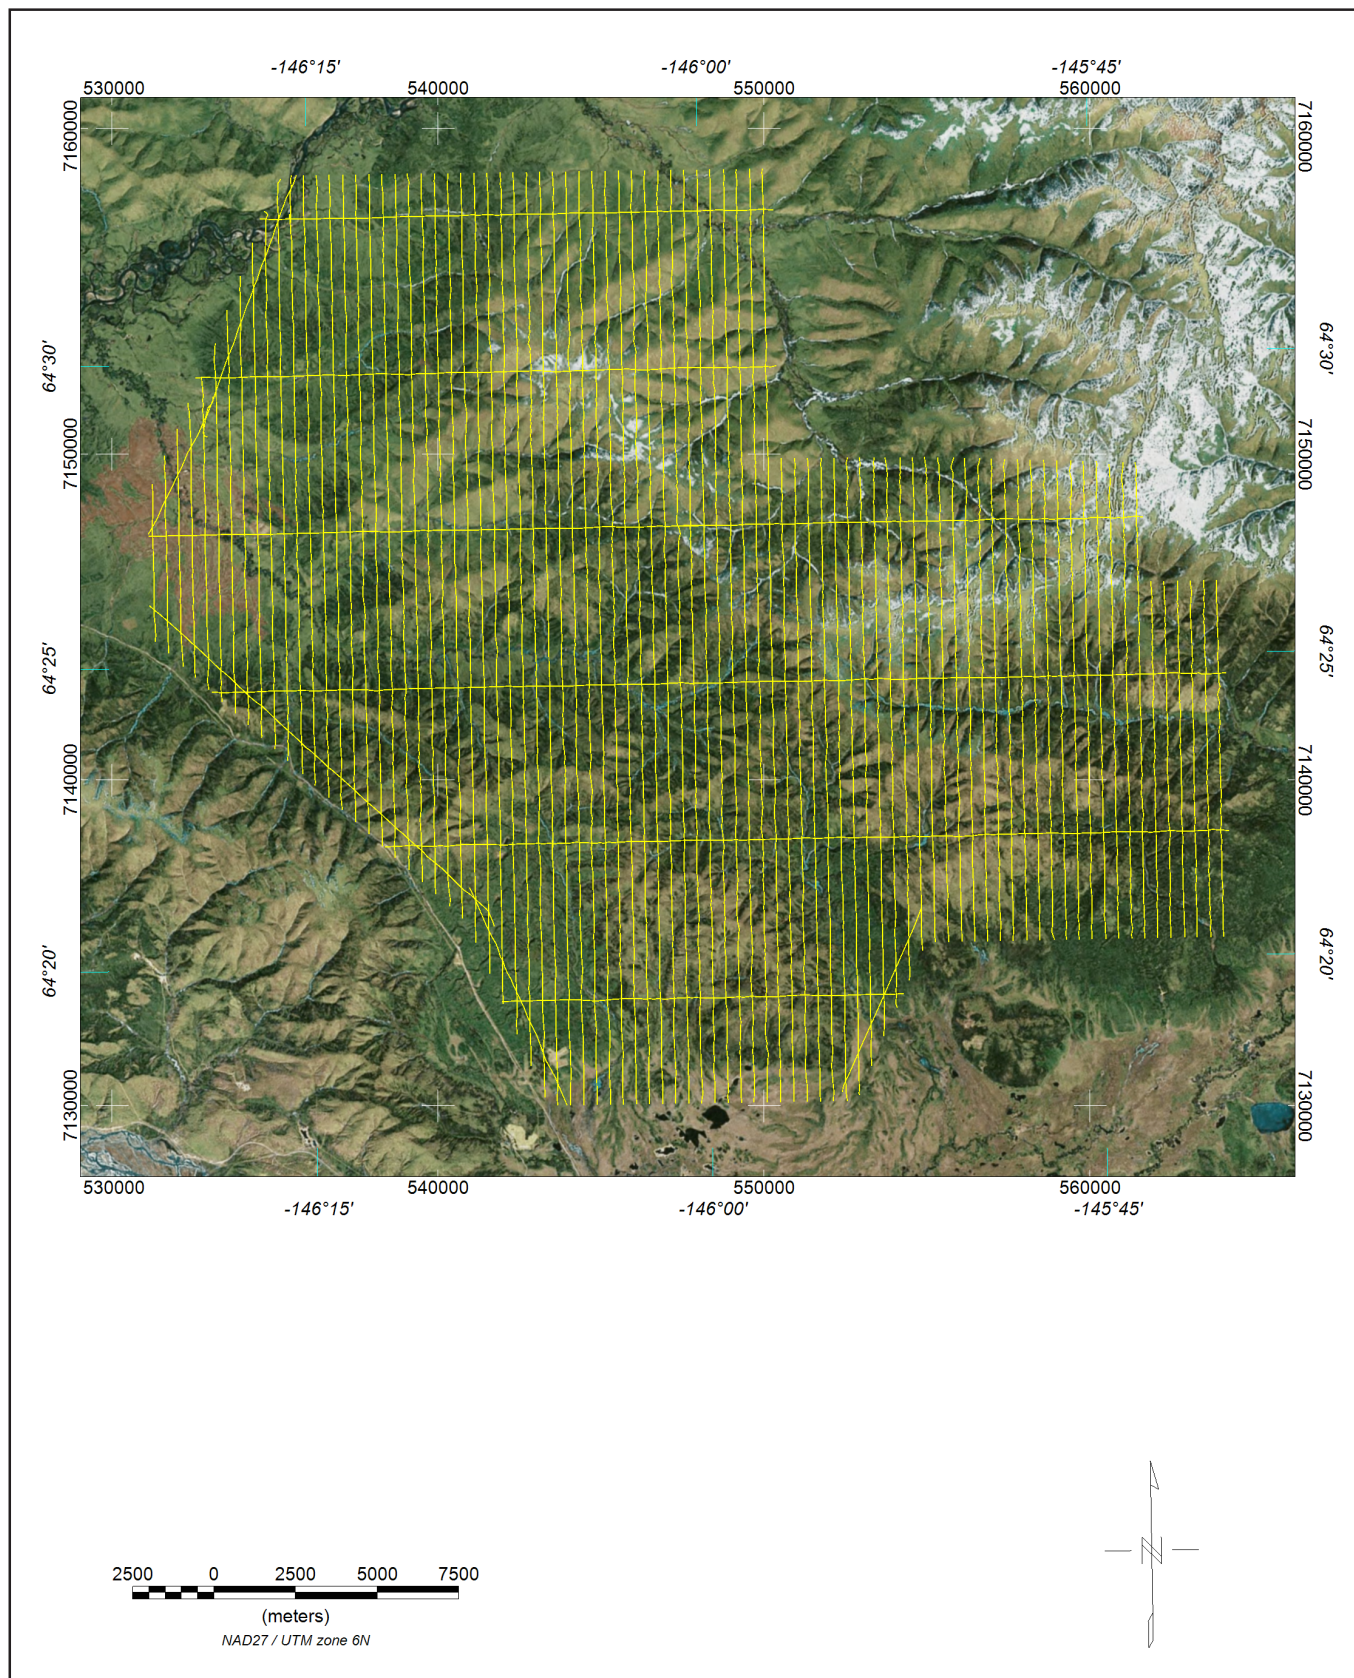 -146°15' -146°00' -145°45'
530000 540000 550000 560000
7160000 7160000
64°30' 64°30'
7150000 7150000
64°25' 64°25'
7140000 7140000
64°20' 64°20'
7130000 7130000
530000 540000 550000 560000
-146°15' -146°00' -145°45'
N
2500 0 2500 5000 7500
(meters)
NAD27 / UTM zone 6N